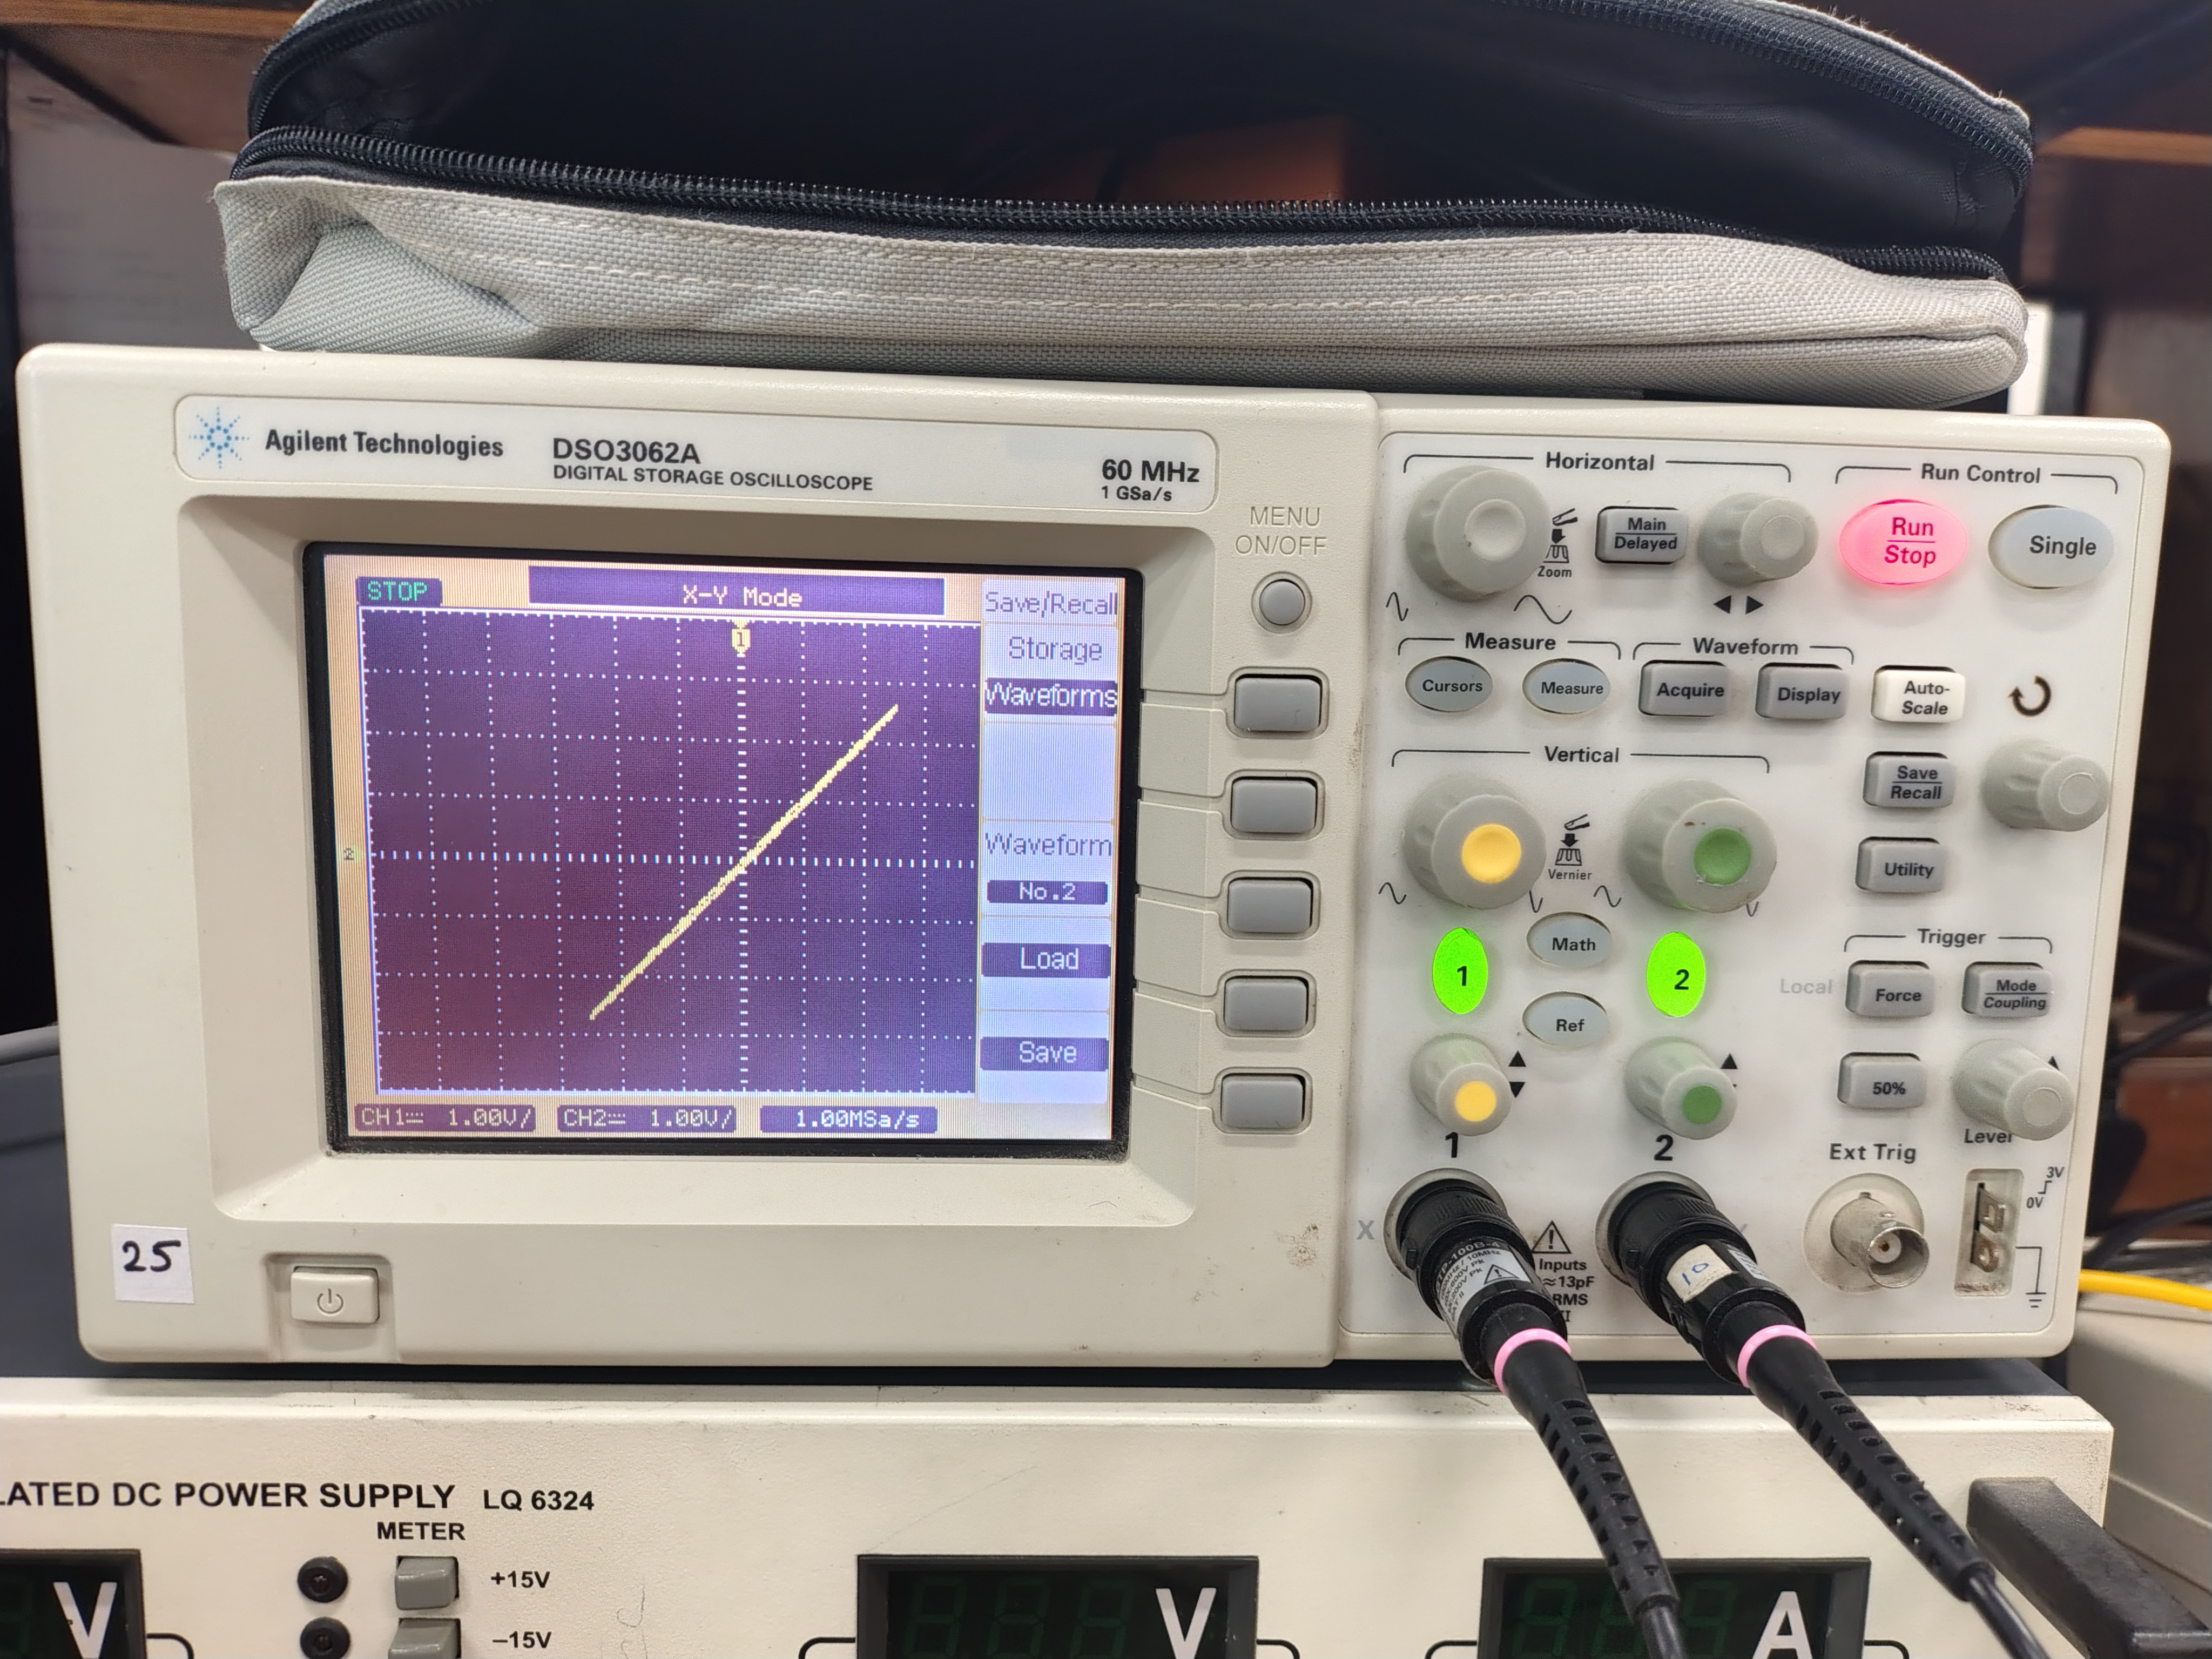 Agilent Technologies
DSO3062A
DIGITAL STORAGE OSCILLOSCOPE
60 MHz
1 GSa/s
MENU
ON/OFF
STOP
X-Y Mode
1
2
Save/Recall
Storage
Waveforms
Waveform
No.2
Load
Save
CH1 1.00V/
CH2 1.00V/
1.00MSa/s
25
Horizontal
Zoom
Main
Delayed
Run Control
Run
Stop
Single
Measure
Cursors
Measure
Waveform
Acquire
Display
Auto-
Scale
Vertical
Vernier
Save
Recall
Utility
1
Math
2
Ref
Trigger
Local
Force
Mode
Coupling
50%
Level
1
2
Ext Trig
3V
0V
X
Inputs
≈13pF
RMS
10
LATED DC POWER SUPPLY LQ 6324
METER
+15V
–15V
V
V
A